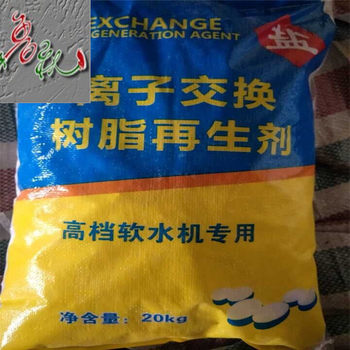 EXCHANGE
GENERATION AGENT
盐
离子交换
树脂再生剂
高档软水机专用
净含量：20kg